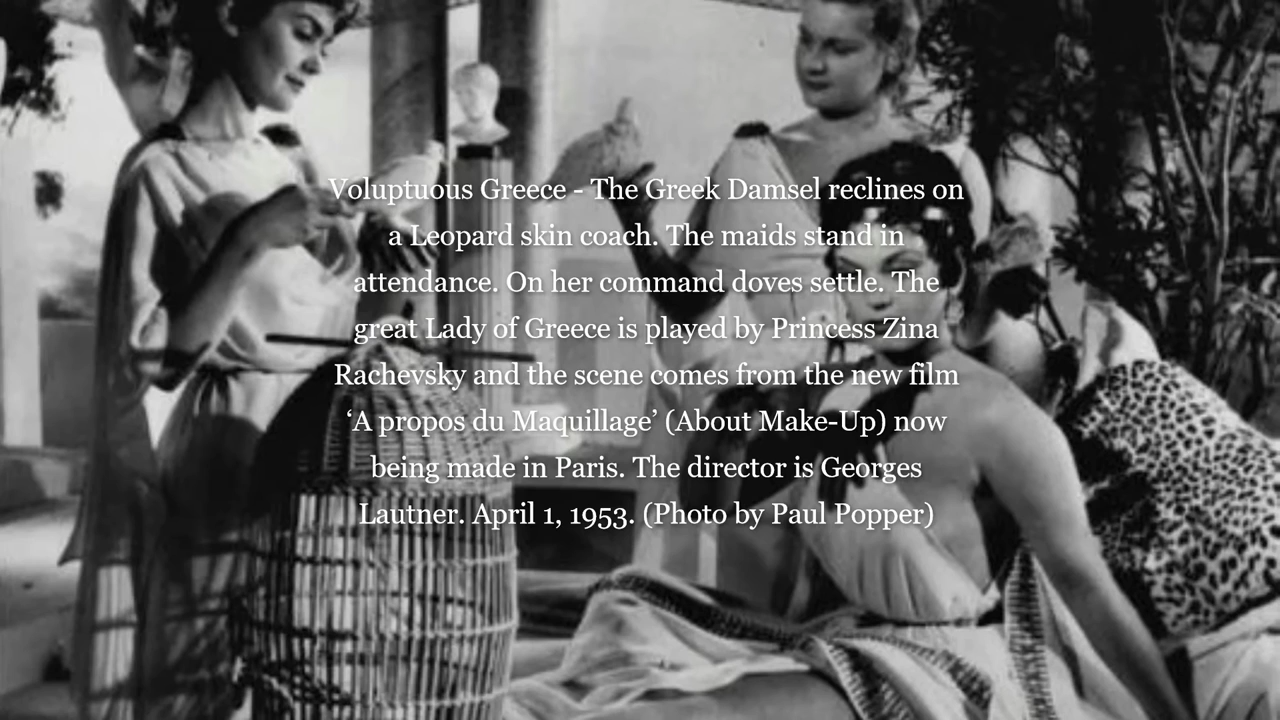 Voluptuous Greece - The Greek Damsel reclines on
a Leopard skin coach. The maids stand in
attendance. On her command doves settle. The
great Lady of Greece is played by Princess Zina
Rachevsky and the scene comes from the new film
‘A propos du Maquillage’ (About Make-Up) now
being made in Paris. The director is Georges
Lautner. April 1, 1953. (Photo by Paul Popper)